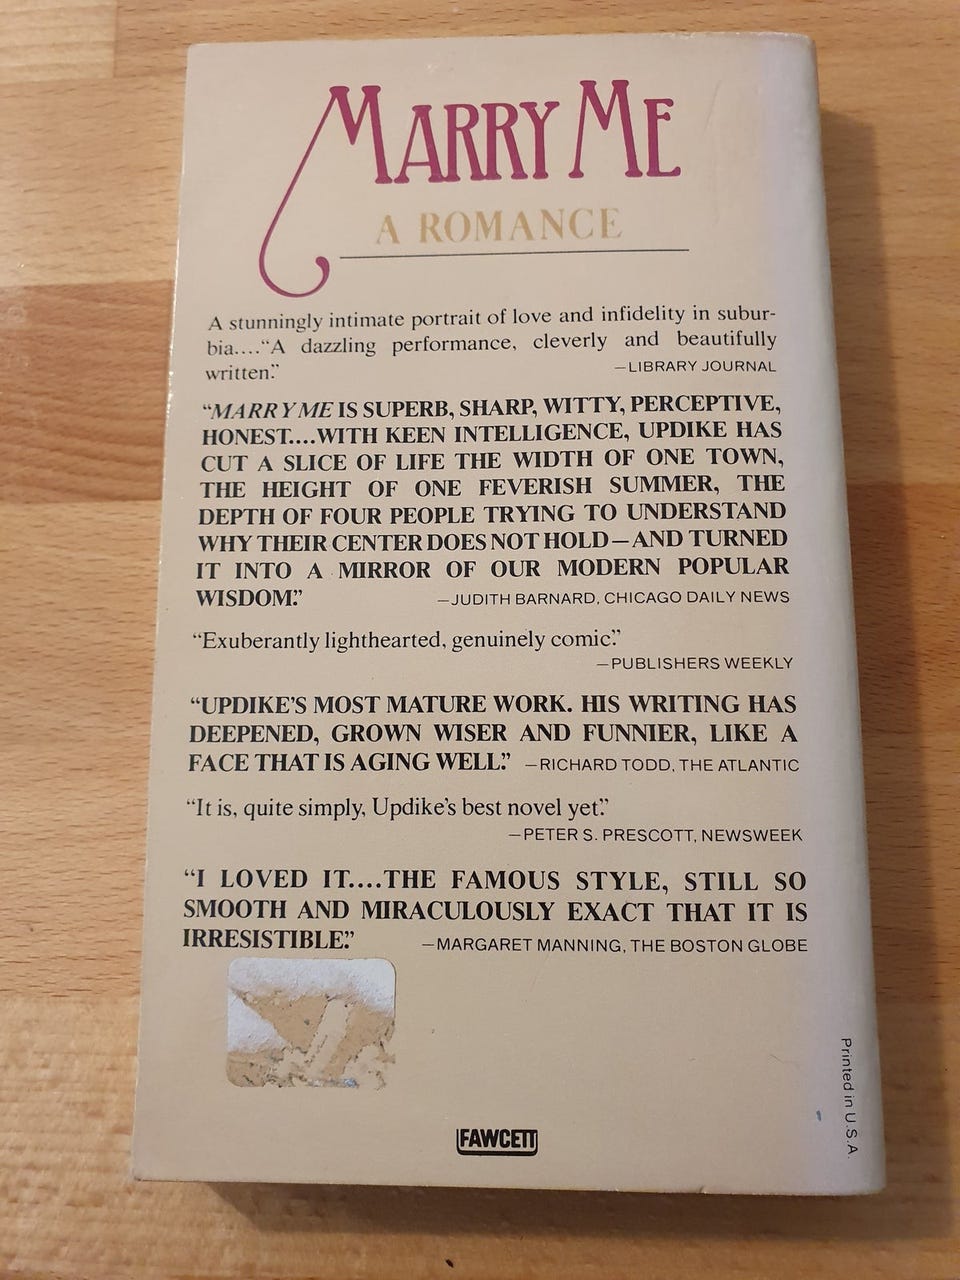 MARRY ME
A ROMANCE
A stunningly intimate portrait of love and infidelity in subur-
bia...."A dazzling performance, cleverly and beautifully
written."
—LIBRARY JOURNAL
"MARRY ME IS SUPERB, SHARP, WITTY, PERCEPTIVE,
HONEST....WITH KEEN INTELLIGENCE, UPDIKE HAS
CUT A SLICE OF LIFE THE WIDTH OF ONE TOWN,
THE HEIGHT OF ONE FEVERISH SUMMER, THE
DEPTH OF FOUR PEOPLE TRYING TO UNDERSTAND
WHY THEIR CENTER DOES NOT HOLD—AND TURNED
IT INTO A MIRROR OF OUR MODERN POPULAR
WISDOM."
—JUDITH BARNARD, CHICAGO DAILY NEWS
"Exuberantly lighthearted, genuinely comic."
—PUBLISHERS WEEKLY
"UPDIKE'S MOST MATURE WORK. HIS WRITING HAS
DEEPENED, GROWN WISER AND FUNNIER, LIKE A
FACE THAT IS AGING WELL."
—RICHARD TODD, THE ATLANTIC
"It is, quite simply, Updike's best novel yet."
—PETER S. PRESCOTT, NEWSWEEK
"I LOVED IT....THE FAMOUS STYLE, STILL SO
SMOOTH AND MIRACULOUSLY EXACT THAT IT IS
IRRESISTIBLE."
—MARGARET MANNING, THE BOSTON GLOBE
FAWCETT
Printed in U.S.A.